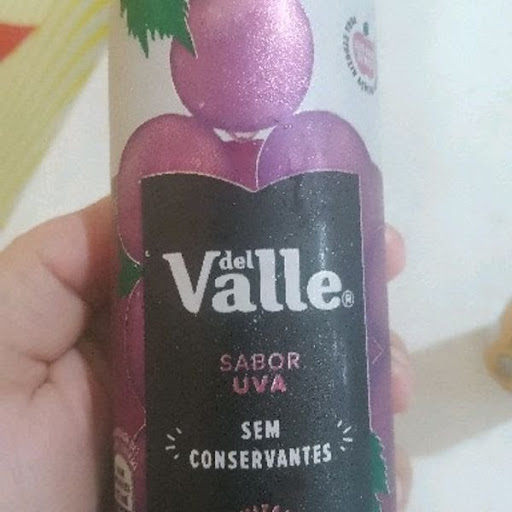 del
Valle®
SABOR
UVA
SEM
CONSERVANTES